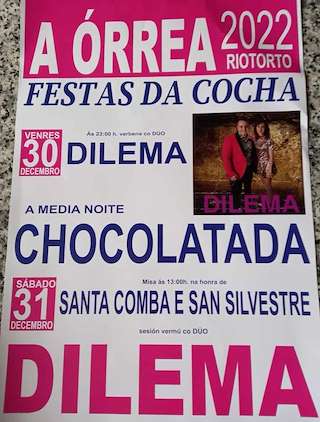 A ÓRREA 2022
RIOTORTO
FESTAS DA COCHA
VENRES
30
DECEMBRO
Ás 23:00 h. verbena co DÚO
DILEMA
DILEMA
A MEDIA NOITE
CHOCOLATADA
SÁBADO
31
DECEMBRO
Misa ás 13:00h. na honra de
SANTA COMBA E SAN SILVESTRE
sesión vermú co DÚO
DILEMA